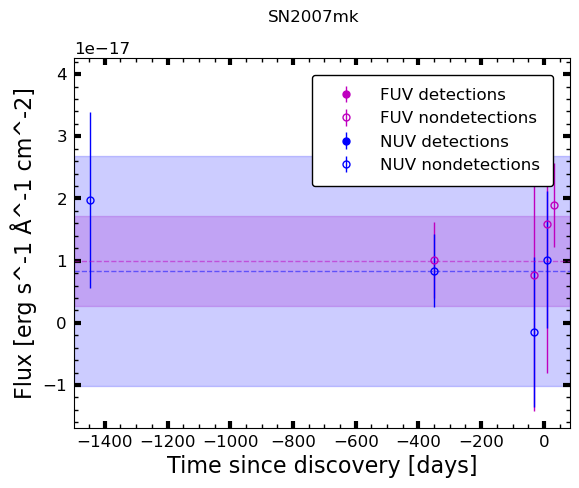 SN2007mk
1e−17
FUV detections
FUV nondetections
NUV detections
NUV nondetections
4
3
2
1
0
−1
Flux [erg s^-1 Å^-1 cm^-2]
−1400 −1200 −1000 −800 −600 −400 −200 0
Time since discovery [days]